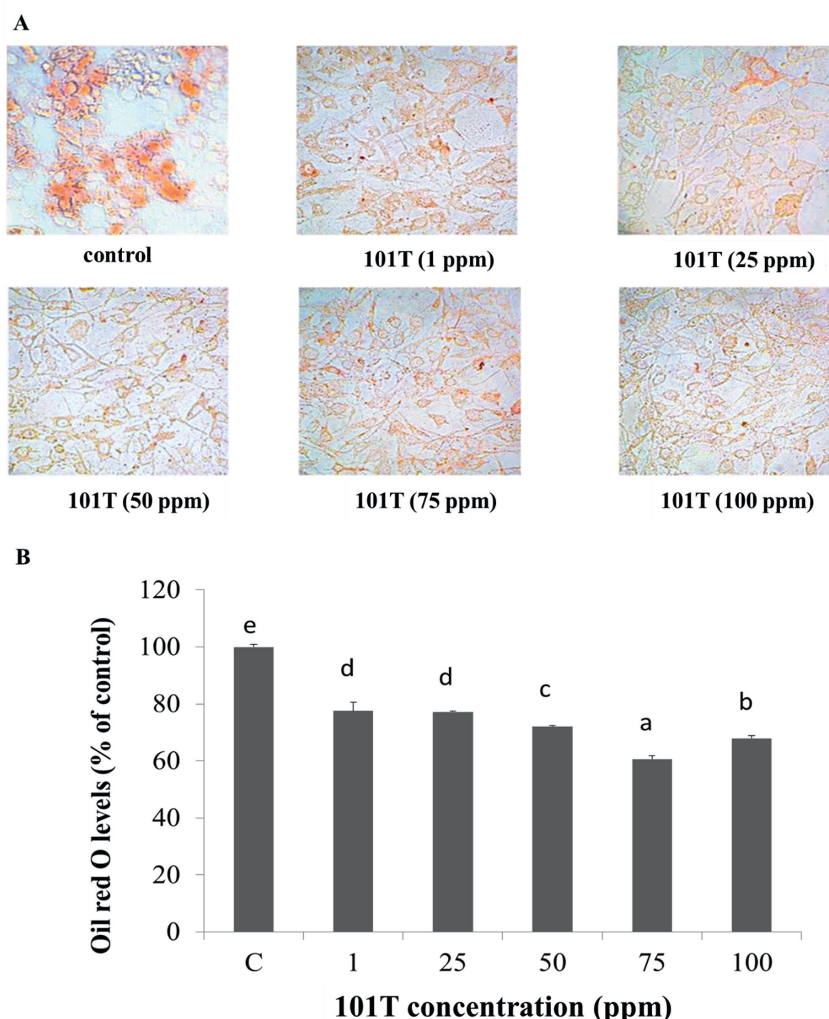 A
control
101T (1 ppm)
101T (25 ppm)
101T (50 ppm)
101T (75 ppm)
101T (100 ppm)
B
Oil red O levels (% of control)
120
100
80
60
40
20
0
e
d
d
c
a
b
C
1
25
50
75
100
101T concentration (ppm)